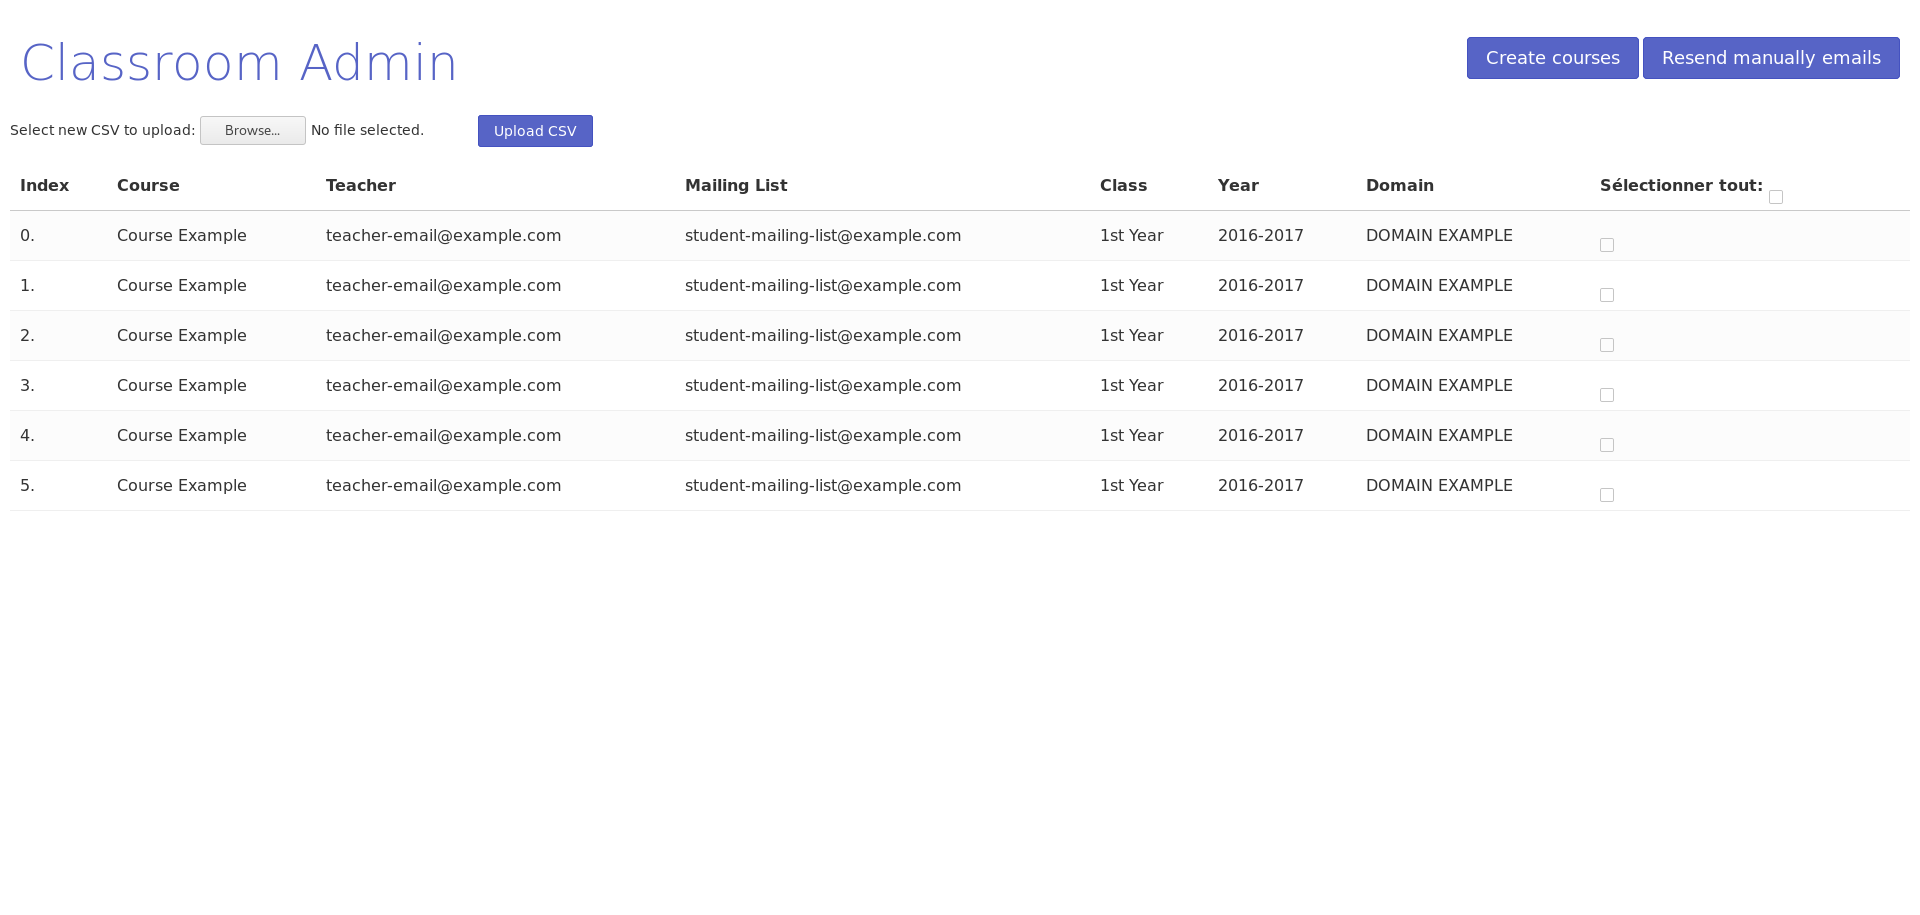 Classroom Admin
Create courses Resend manually emails
Select new CSV to upload: Browse... No file selected. Upload CSV
Index Course Teacher Mailing List Class Year Domain Sélectionner tout:
0. Course Example teacher-email@example.com student-mailing-list@example.com 1st Year 2016-2017 DOMAIN EXAMPLE
1. Course Example teacher-email@example.com student-mailing-list@example.com 1st Year 2016-2017 DOMAIN EXAMPLE
2. Course Example teacher-email@example.com student-mailing-list@example.com 1st Year 2016-2017 DOMAIN EXAMPLE
3. Course Example teacher-email@example.com student-mailing-list@example.com 1st Year 2016-2017 DOMAIN EXAMPLE
4. Course Example teacher-email@example.com student-mailing-list@example.com 1st Year 2016-2017 DOMAIN EXAMPLE
5. Course Example teacher-email@example.com student-mailing-list@example.com 1st Year 2016-2017 DOMAIN EXAMPLE